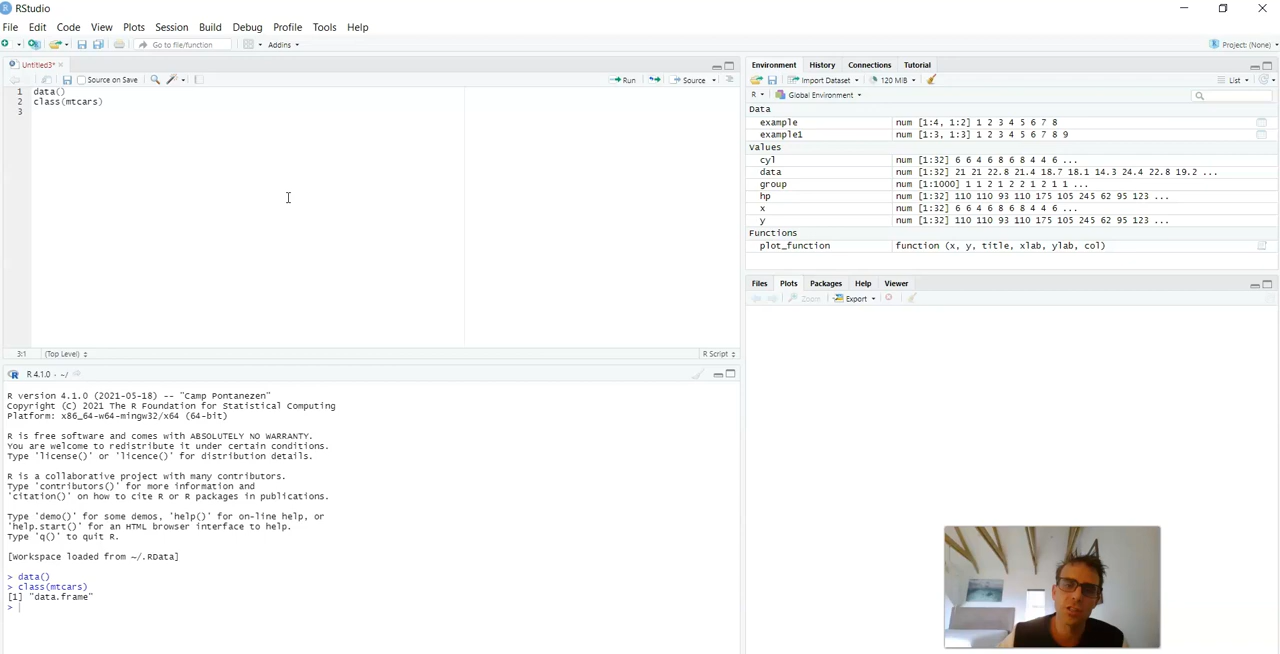 RStudio
File Edit Code View Plots Session Build Debug Profile Tools Help
Go to file/function Addins Project: (None)
Untitled3*
Source on Save Run Source
1 data()
2 class(mtcars)
3
3:1 (Top Level) R Script
R 4.1.0 · ~/
R version 4.1.0 (2021-05-18) -- "Camp Pontanezen"
Copyright (C) 2021 The R Foundation for Statistical Computing
Platform: x86_64-w64-mingw32/x64 (64-bit)
R is free software and comes with ABSOLUTELY NO WARRANTY.
You are welcome to redistribute it under certain conditions.
Type 'license()' or 'licence()' for distribution details.
R is a collaborative project with many contributors.
Type 'contributors()' for more information and
'citation()' on how to cite R or R packages in publications.
Type 'demo()' for some demos, 'help()' for on-line help, or
'help.start()' for an HTML browser interface to help.
Type 'q()' to quit R.
[Workspace loaded from ~/.RData]
> data()
> class(mtcars)
[1] "data.frame"
>
Environment History Connections Tutorial
Import Dataset 120 MiB List
R Global Environment
Data
example num [1:4, 1:2] 1 2 3 4 5 6 7 8
example1 num [1:3, 1:3] 1 2 3 4 5 6 7 8 9
Values
cyl num [1:32] 6 6 4 6 8 6 8 4 4 6 ...
data num [1:32] 21 21 22.8 21.4 18.7 18.1 14.3 24.4 22.8 19.2 ...
group num [1:1000] 1 1 2 1 2 2 1 2 1 1 ...
hp num [1:32] 110 110 93 110 175 105 245 62 95 123 ...
x num [1:32] 6 6 4 6 8 6 8 4 4 6 ...
y num [1:32] 110 110 93 110 175 105 245 62 95 123 ...
Functions
plot_function function (x, y, title, xlab, ylab, col)
Files Plots Packages Help Viewer
Zoom Export